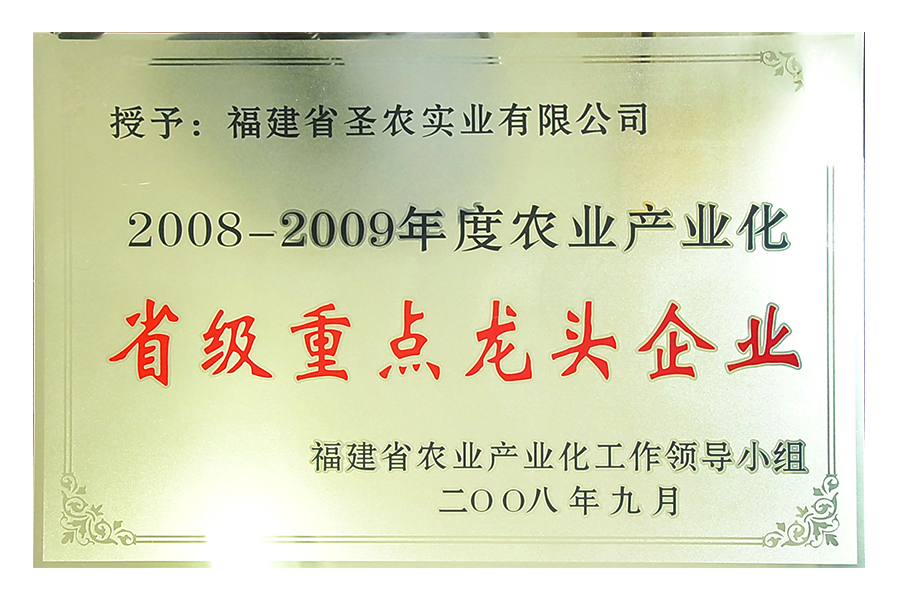 授予：福建省圣农实业有限公司
2008-2009年度农业产业化
省级重点龙头企业
福建省农业产业化工作领导小组
二〇〇八年九月